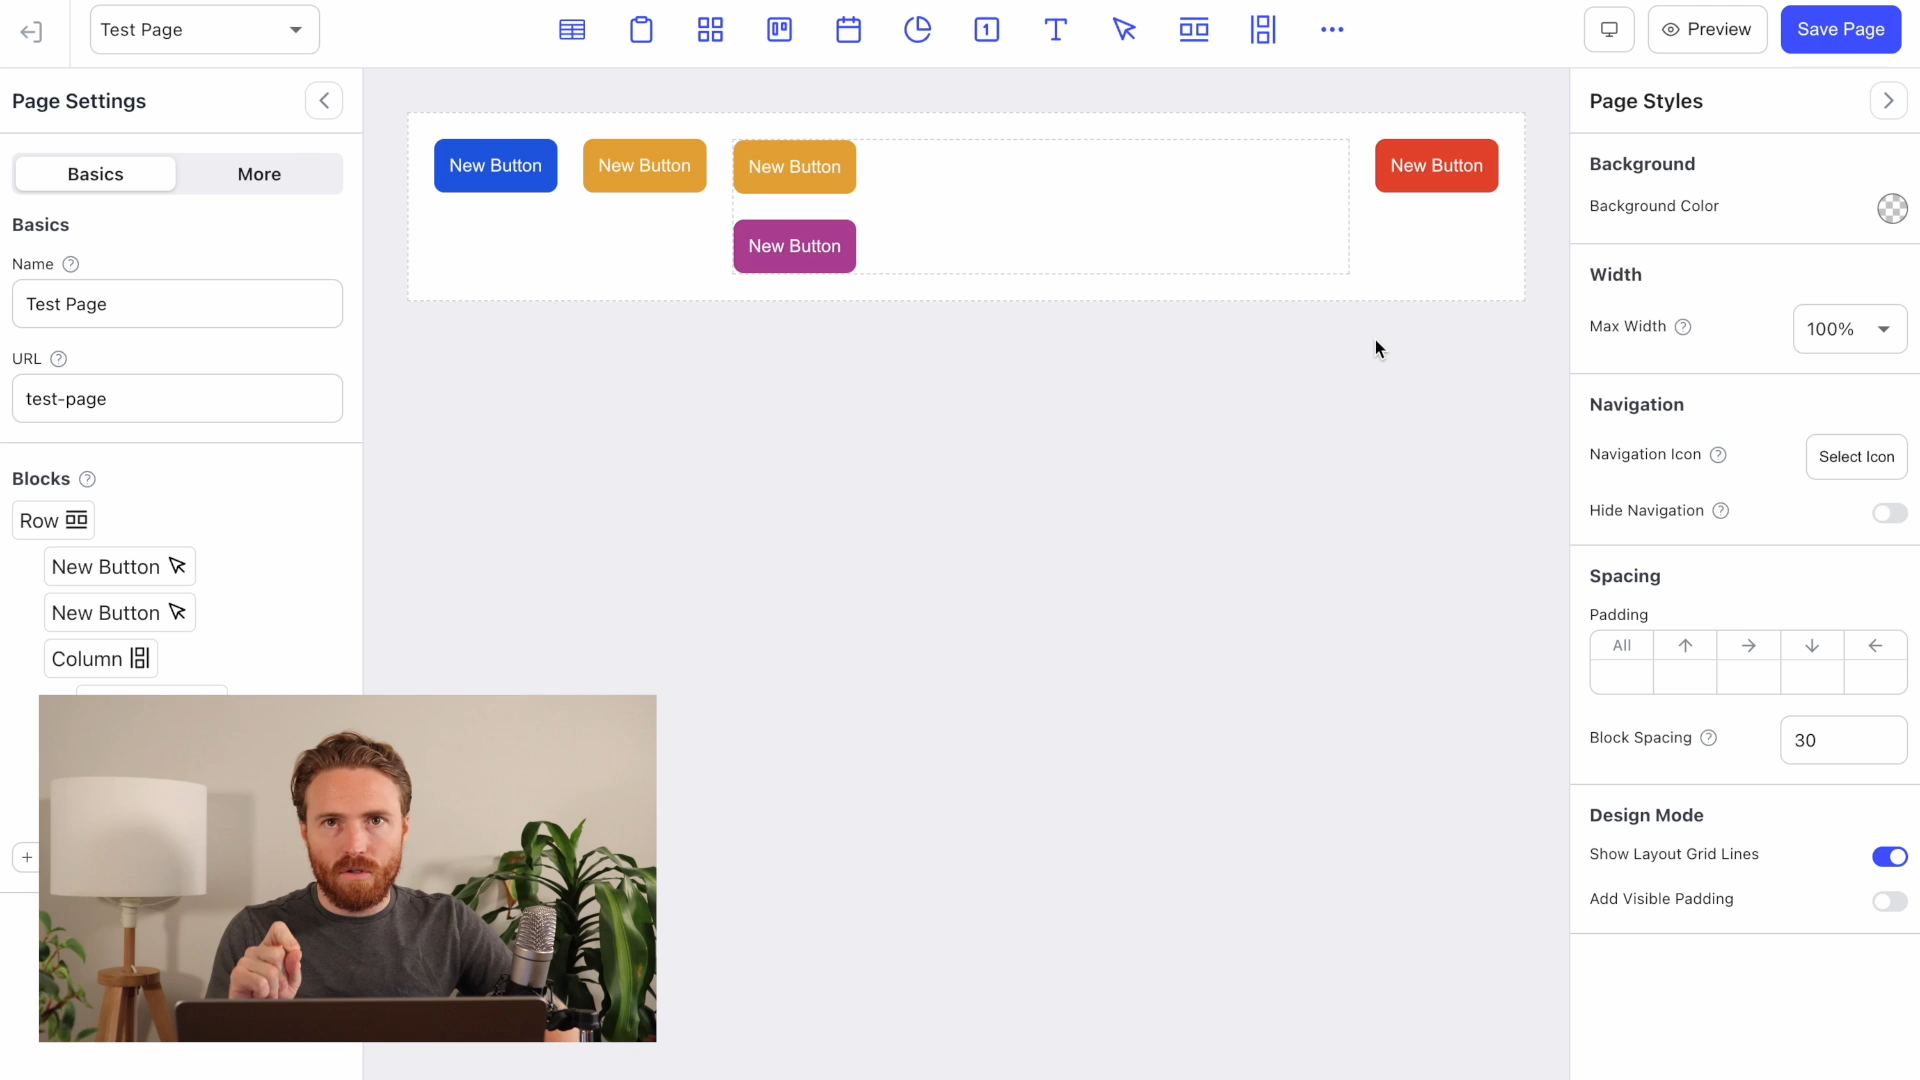 Test Page
1
T
Preview
Save Page
Page Settings
Basics
More
Basics
Name
Test Page
URL
test-page
Blocks
Row
New Button
New Button
Column
New Button
New Button
New Button
New Button
New Button
Page Styles
Background
Background Color
Width
Max Width
100%
Navigation
Navigation Icon
Select Icon
Hide Navigation
Spacing
Padding
All
Block Spacing
30
Design Mode
Show Layout Grid Lines
Add Visible Padding